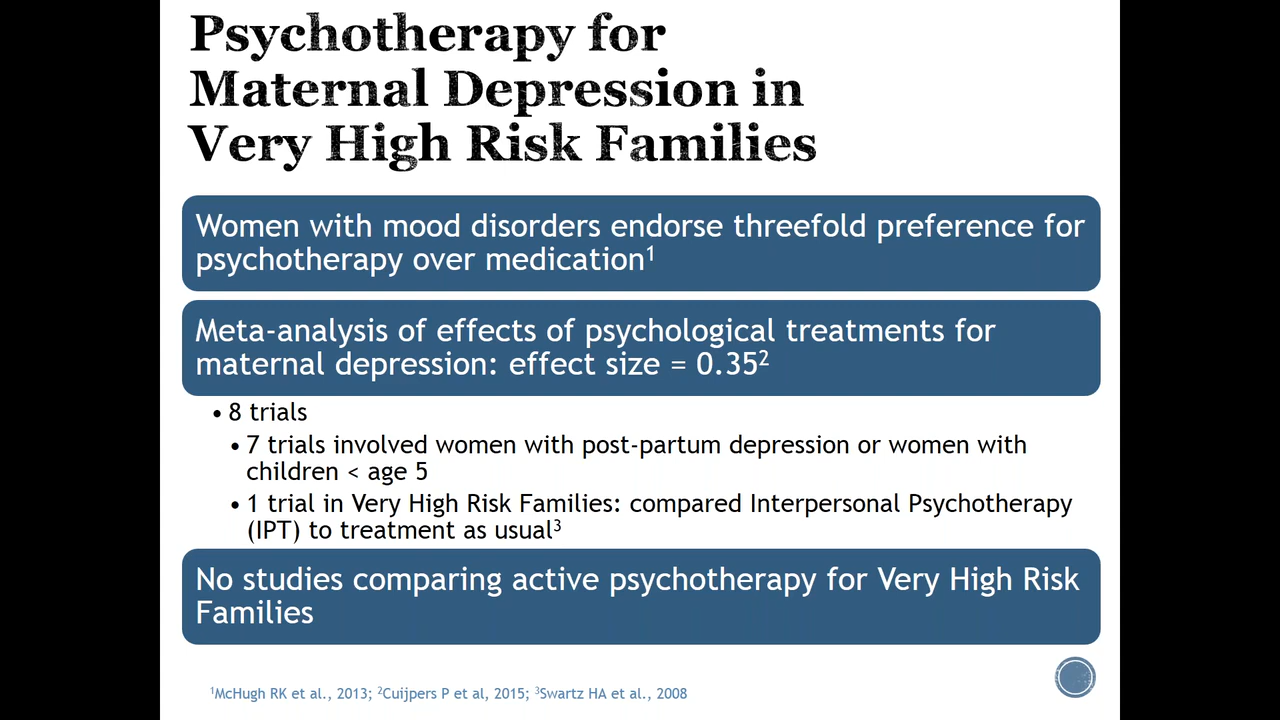 Psychotherapy for
Maternal Depression in
Very High Risk Families
Women with mood disorders endorse threefold preference for
psychotherapy over medication¹
Meta-analysis of effects of psychological treatments for
maternal depression: effect size = 0.35²
• 8 trials
• 7 trials involved women with post-partum depression or women with
children < age 5
• 1 trial in Very High Risk Families: compared Interpersonal Psychotherapy
(IPT) to treatment as usual³
No studies comparing active psychotherapy for Very High Risk
Families
¹McHugh RK et al., 2013; ²Cuijpers P et al, 2015; ³Swartz HA et al., 2008